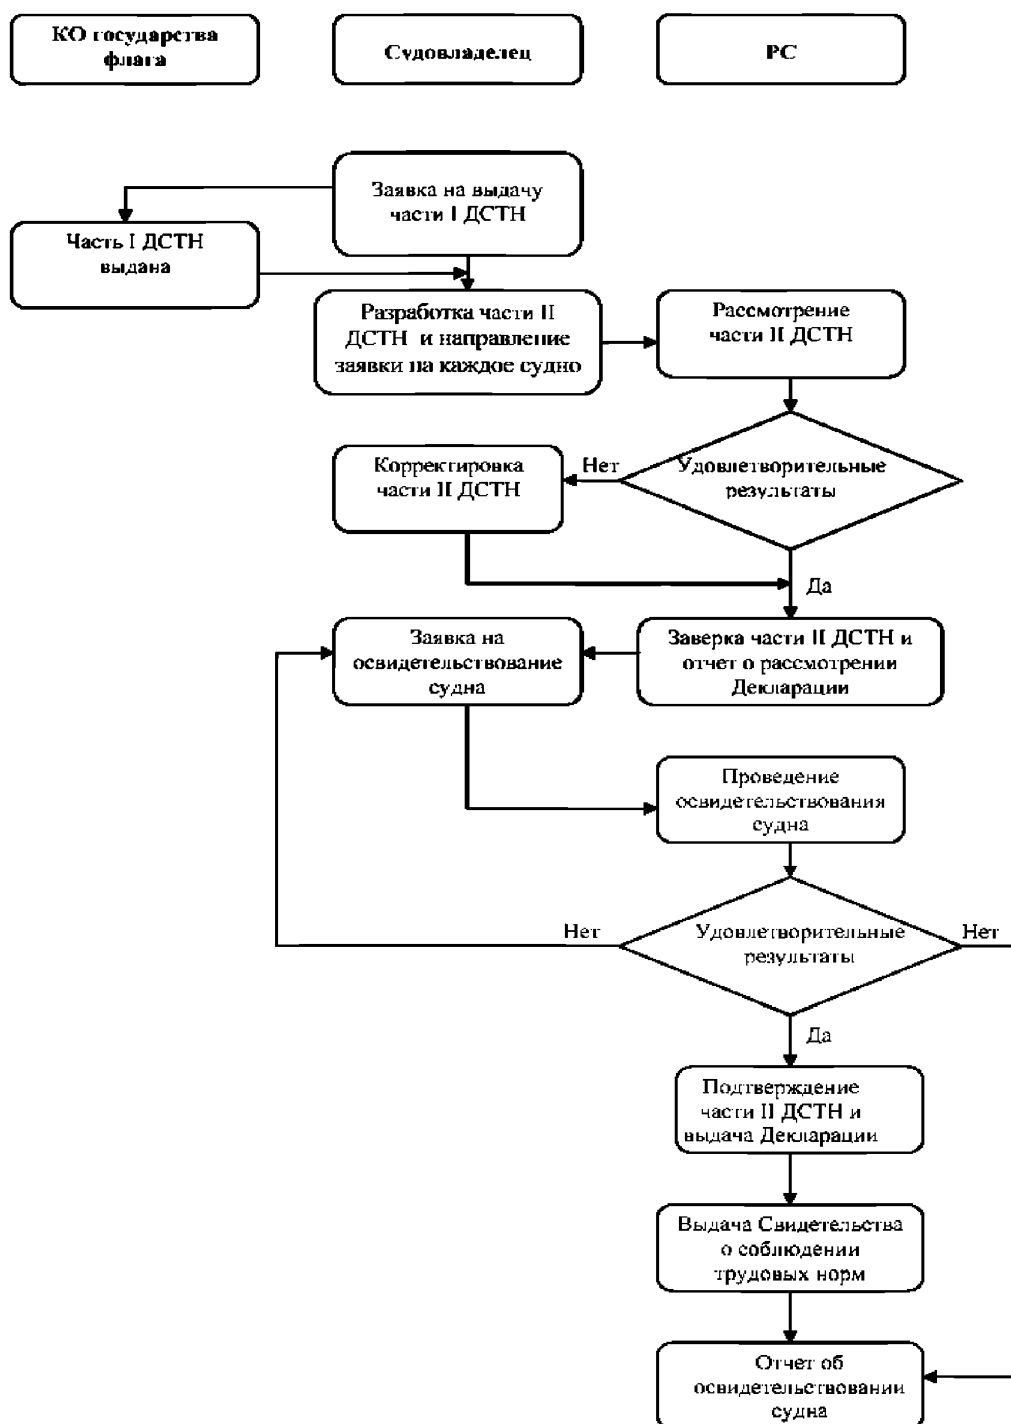 КО государства
флага
Судовладелец
РС
Заявка на выдачу
части I ДСТН
Часть I ДСТН
выдана
Разработка части II
ДСТН и направление
заявки на каждое судно
Рассмотрение
части II ДСТН
Корректировка
части II ДСТН
Нет
Удовлетворительные
результаты
Да
Заявка на
освидетельствование
судна
Заверка части II ДСТН и
отчет о рассмотрении
Декларации
Проведение
освидетельствования
судна
Нет
Удовлетворительные
результаты
Нет
Да
Подтверждение
части II ДСТН и
выдача Декларации
Выдача Свидетельства
о соблюдении
трудовых норм
Отчет об
освидетельствовании
судна